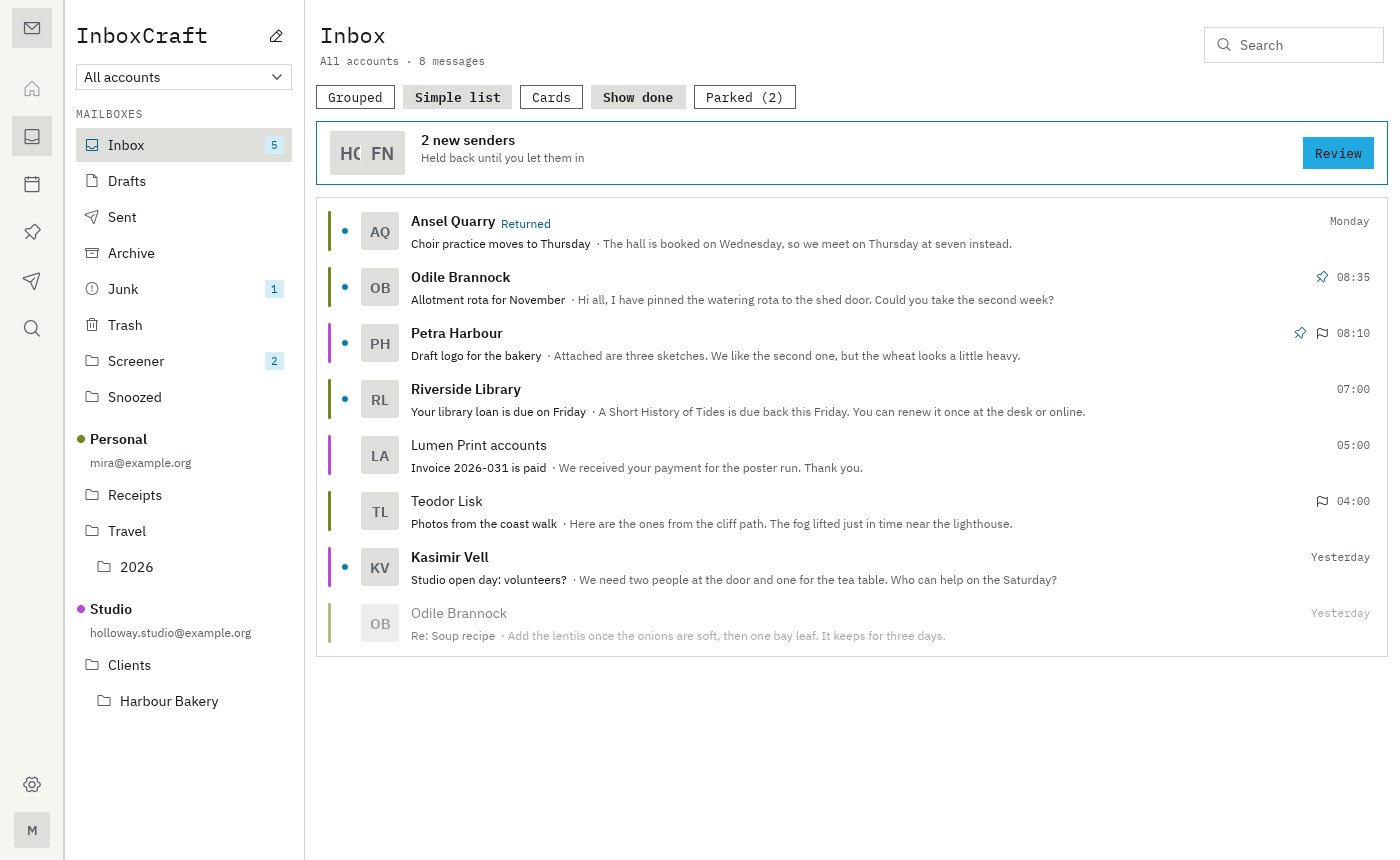 InboxCraft
All accounts
MAILBOXES
Inbox 5
Drafts
Sent
Archive
Junk 1
Trash
Screener 2
Snoozed
Personal
mira@example.org
Receipts
Travel
2026
Studio
holloway.studio@example.org
Clients
Harbour Bakery
M
Inbox
All accounts · 8 messages
Search
Grouped Simple list Cards Show done Parked (2)
FN
2 new senders
Held back until you let them in
Review
AQ
Ansel Quarry Returned Monday
Choir practice moves to Thursday · The hall is booked on Wednesday, so we meet on Thursday at seven instead.
OB
Odile Brannock 08:35
Allotment rota for November · Hi all, I have pinned the watering rota to the shed door. Could you take the second week?
PH
Petra Harbour 08:10
Draft logo for the bakery · Attached are three sketches. We like the second one, but the wheat looks a little heavy.
RL
Riverside Library 07:00
Your library loan is due on Friday · A Short History of Tides is due back this Friday. You can renew it once at the desk or online.
LA
Lumen Print accounts 05:00
Invoice 2026-031 is paid · We received your payment for the poster run. Thank you.
TL
Teodor Lisk 04:00
Photos from the coast walk · Here are the ones from the cliff path. The fog lifted just in time near the lighthouse.
KV
Kasimir Vell Yesterday
Studio open day: volunteers? · We need two people at the door and one for the tea table. Who can help on the Saturday?
OB
Odile Brannock Yesterday
Re: Soup recipe · Add the lentils once the onions are soft, then one bay leaf. It keeps for three days.